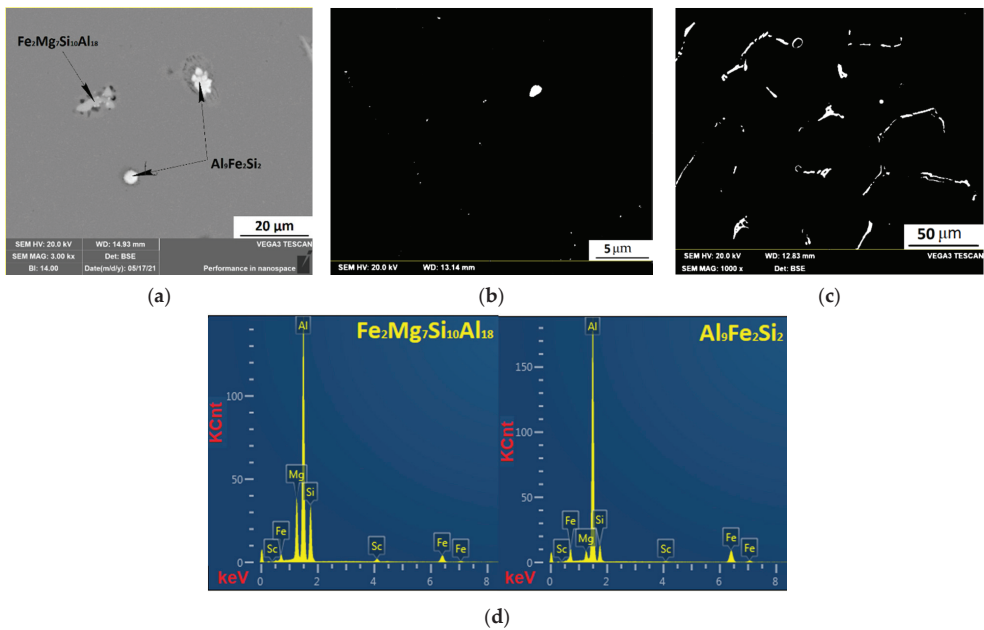 Fe₂Mg₇Si₁₀Al₁₈
Al₉Fe₂Si₂
20 μm
SEM HV: 20.0 kV WD: 14.93 mm VEGA3 TESCAN
SEM MAG: 3.00 kx Det: BSE
BI: 14.00 Date(m/d/y): 05/17/21 Performance in nanospace
(a)
5 μm
SEM HV: 20.0 kV WD: 13.14 mm
(b)
50 μm
SEM HV: 20.0 kV WD: 12.83 mm VEGA3 TESCAN
SEM MAG: 1000 x Det: BSE
(c)
Fe₂Mg₇Si₁₀Al₁₈
Al
100
KCnt
Mg
50
Si
Fe
Sc
Sc
Fe
Fe
0
keV 0 2 4 6 8
Al₉Fe₂Si₂
Al
150
KCnt
100
50
Fe
Si
Mg
Sc
Sc
Fe
Fe
0
keV 0 2 4 6 8
(d)